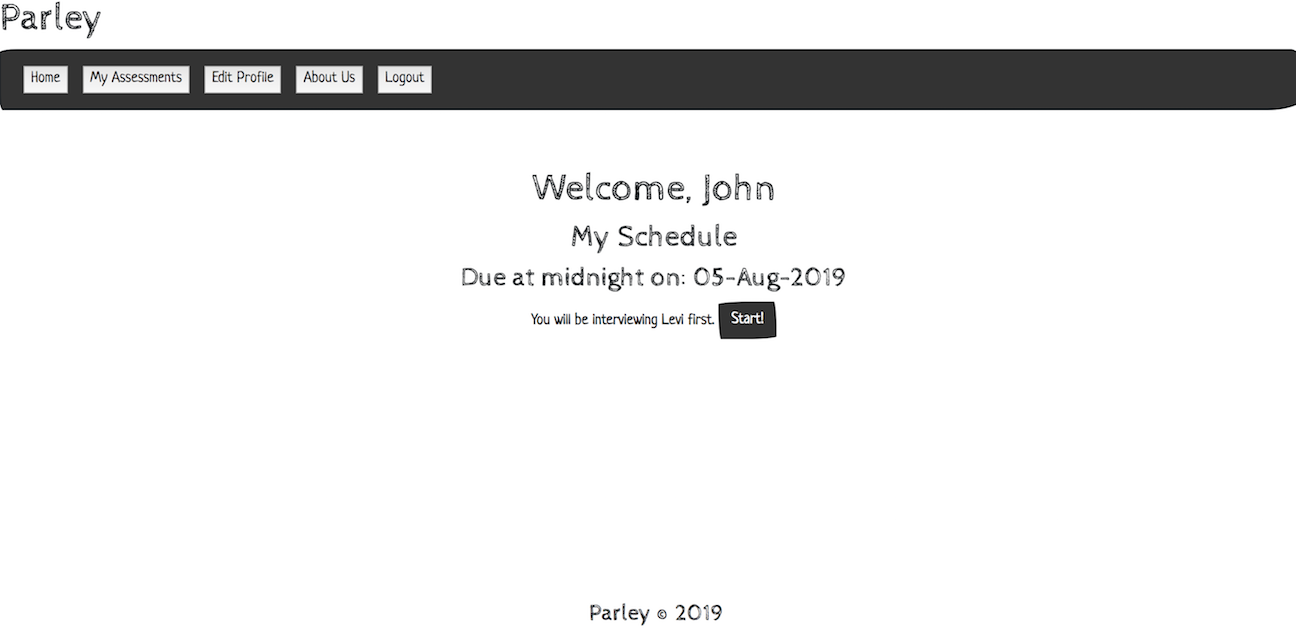 Parley
Home My Assessments Edit Profile About Us Logout
Welcome, John
My Schedule
Due at midnight on: 05-Aug-2019
You will be interviewing Levi first. Start!
Parley © 2019